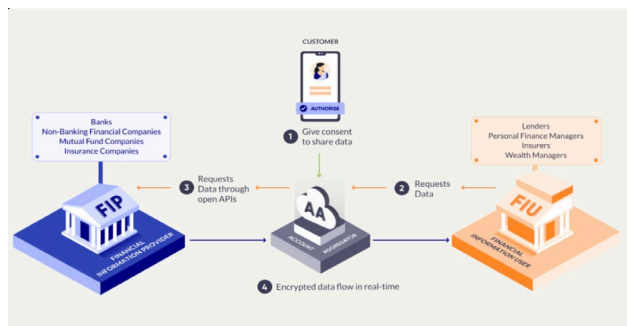 CUSTOMER
AUTHORISE
1 Give consent
to share data
Banks
Non-Banking Financial Companies
Mutual Fund Companies
Insurance Companies
Lenders
Personal Finance Managers
Insurers
Wealth Managers
3 Requests
Data through
open APIs
2 Requests
Data
FIP
FINANCIAL
INFORMATION PROVIDER
AA
ACCOUNT
AGGREGATOR
FIU
FINANCIAL
INFORMATION USER
4 Encrypted data flow in real-time